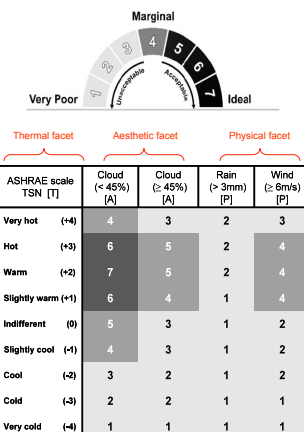 Marginal
1 2 3 4 5 6 7
Unacceptable Acceptable
Very Poor Ideal
Thermal facet Aesthetic facet Physical facet
ASHRAE scale TSN [T] Cloud (< 45%) [A] Cloud (≧ 45%) [A] Rain (> 3mm) [P] Wind (≧ 6m/s) [P]
Very hot (+4) 4 3 2 3
Hot (+3) 6 5 2 4
Warm (+2) 7 5 2 4
Slightly warm (+1) 6 4 1 4
Indifferent (0) 5 3 1 2
Slightly cool (-1) 4 3 1 2
Cool (-2) 3 2 1 2
Cold (-3) 2 2 1 1
Very cold (-4) 1 1 1 1